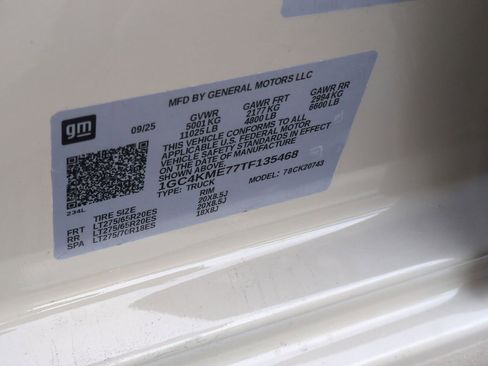 MFD BY GENERAL MOTORS LLC
gm
09/25
GVWR
5001 KG
11025 LB
GAWR FRT
2177 KG
4800 LB
GAWR RR
2994 KG
6600 LB
THIS VEHICLE CONFORMS TO ALL
APPLICABLE U.S. FEDERAL MOTOR
VEHICLE SAFETY STANDARDS IN EFFECT
ON THE DATE OF MANUFACTURE
SHOWN ABOVE.
1GC4KME77TF135468
TYPE: TRUCK
MODEL: 78CK20743
234L
TIRE SIZE
RIM
FRT LT275/65R20ES 20X8.5J
RR LT275/65R20ES 20X8.5J
SPA LT275/70R18ES 18X8J